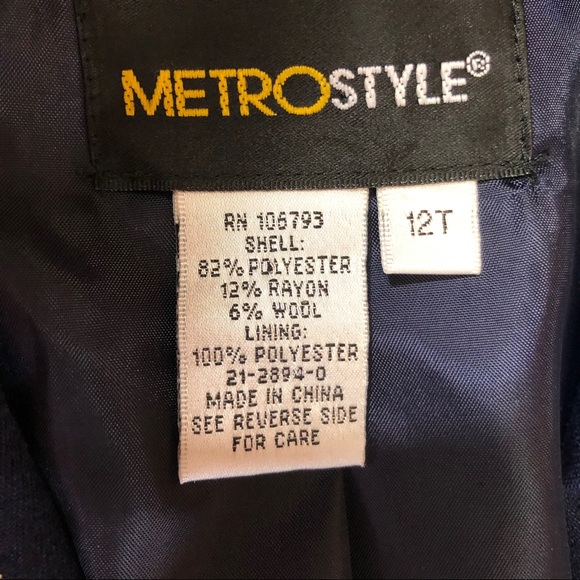 METROSTYLE®
RN 106793
SHELL:
82% POLYESTER
12% RAYON
6% WOOL
LINING:
100% POLYESTER
21-2894-0
MADE IN CHINA
SEE REVERSE SIDE
FOR CARE
12T